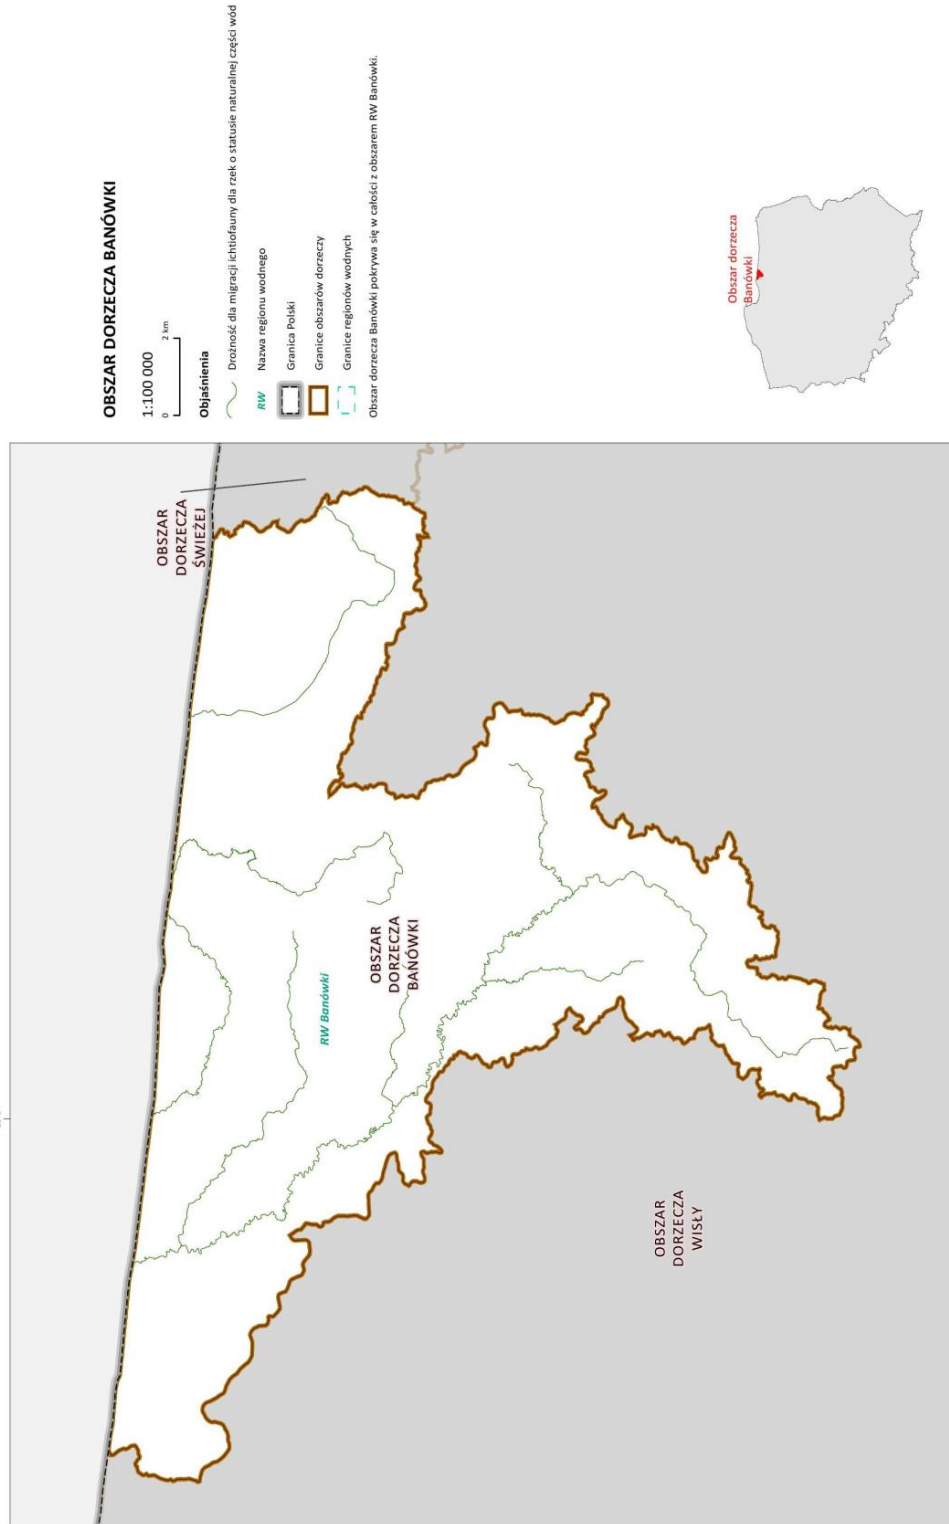 OBSZAR DORZECZA BANÓWKI
1:100 000
0 2 km
Objaśnienia
Drożność dla migracji ichtiofauny dla rzek o statusie naturalnej części wód
RW Nazwa regionu wodnego
Granica Polski
Granice obszarów dorzeczy
Granice regionów wodnych
Obszar dorzecza Banówki pokrywa się w całości z obszarem RW Banówki.
Obszar dorzecza
Banówki
OBSZAR
DORZECZA
ŚWIEŻEJ
OBSZAR
DORZECZA
BANÓWKI
RW Banówki
OBSZAR
DORZECZA
WISŁY